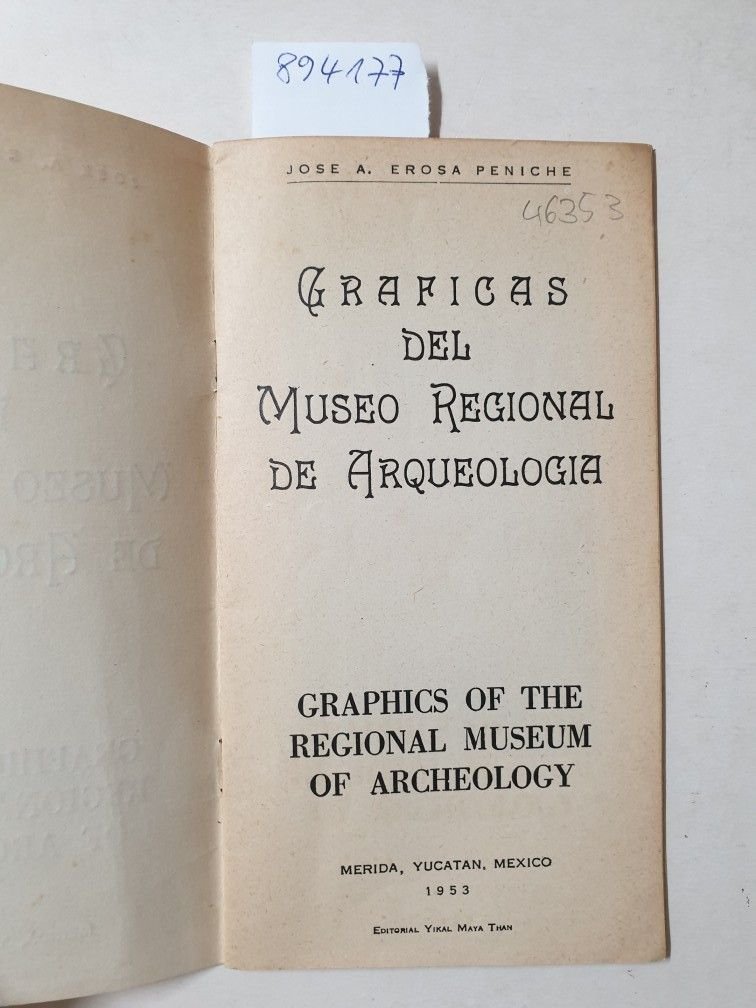 894177
JOSE A. EROSA PENICHE
46353
GRAFICAS
DEL
MUSEO REGIONAL
DE ARQUEOLOGIA
GRAPHICS OF THE
REGIONAL MUSEUM
OF ARCHEOLOGY
MERIDA, YUCATAN, MEXICO
1953
EDITORIAL YIKAL MAYA THAN